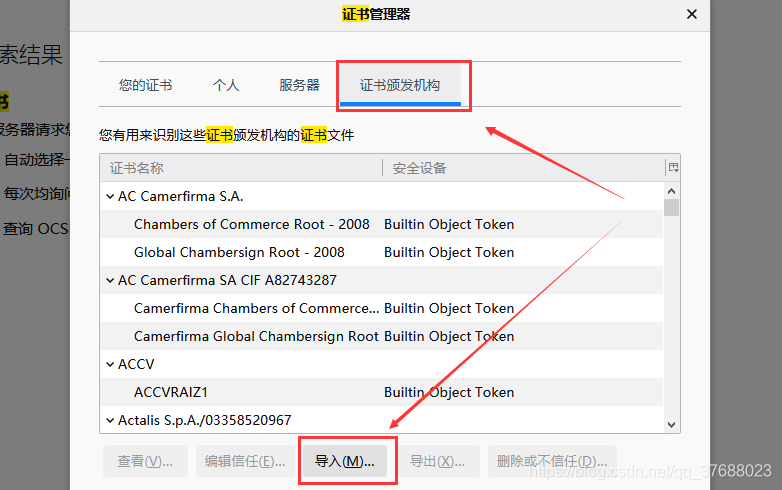 证书管理器
索结果
您的证书 个人 服务器 证书颁发机构
书
服务器请求您
您有用来识别这些证书颁发机构的证书文件
自动选择一
证书名称 安全设备
每次均询问
AC Camerfirma S.A.
Chambers of Commerce Root - 2008 Builtin Object Token
查询 OCS
Global Chambersign Root - 2008 Builtin Object Token
AC Camerfirma SA CIF A82743287
Camerfirma Chambers of Commerce... Builtin Object Token
Camerfirma Global Chambersign Root Builtin Object Token
ACCV
ACCVRAIZ1 Builtin Object Token
Actalis S.p.A./03358520967
查看(V)... 编辑信任(E)... 导入(M)... 导出(X)... 删除或不信任(D)...
https://blog.csdn.net/qq_37688023